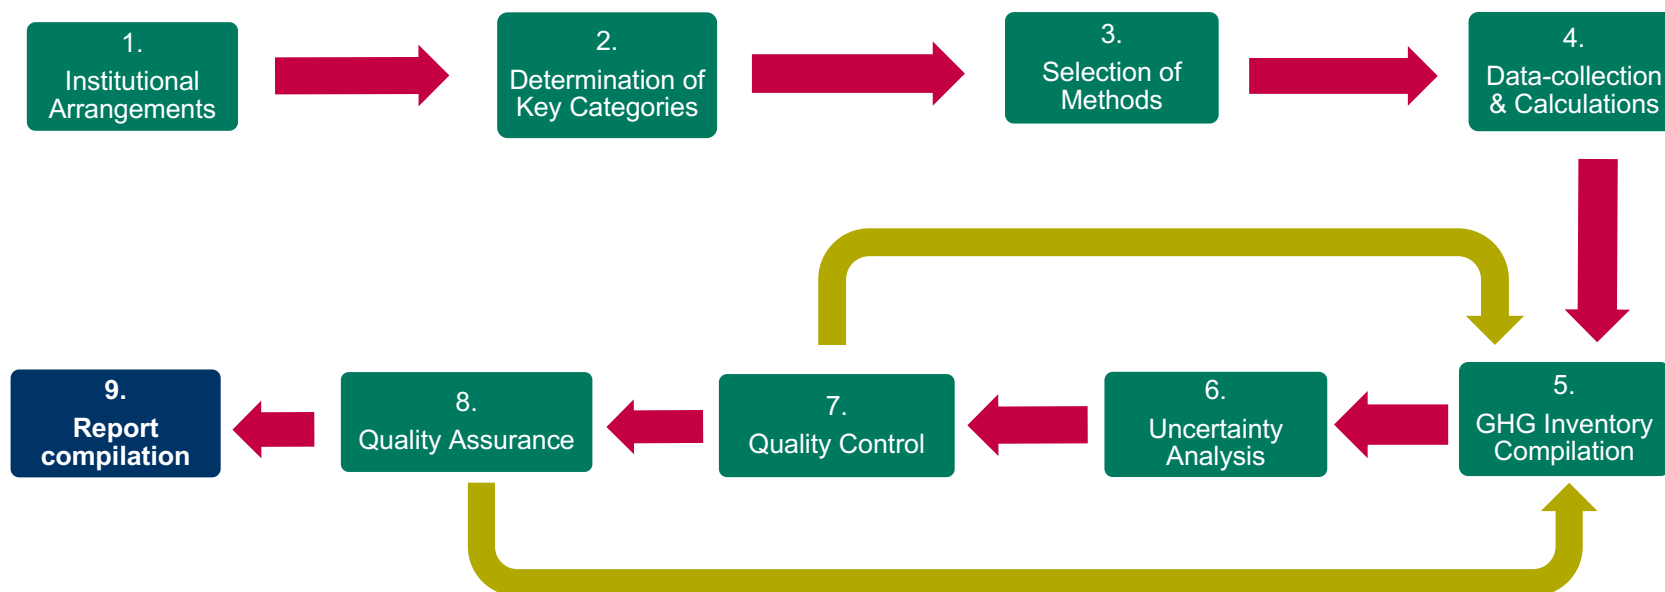 1.
Institutional
Arrangements
2.
Determination of
Key Categories
3.
Selection of
Methods
4.
Data-collection
& Calculations
5.
GHG Inventory
Compilation
6.
Uncertainty
Analysis
7.
Quality Control
8.
Quality Assurance
9.
Report
compilation